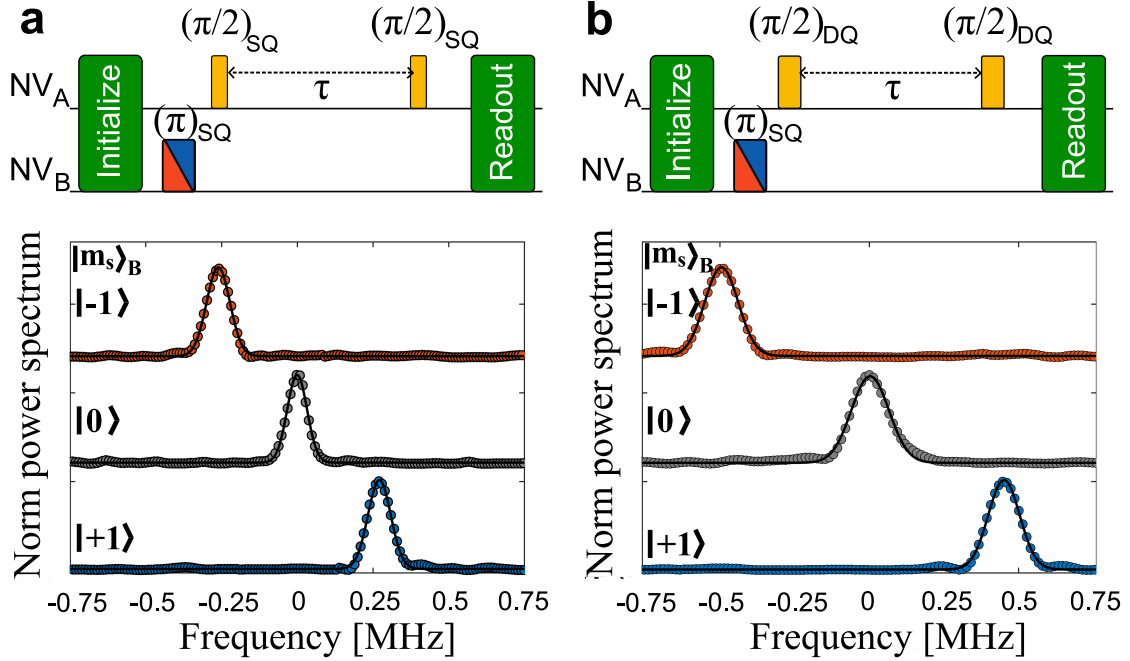 a
(π/2)SQ
(π/2)SQ
NVA
Initialize
τ
Readout
(π)SQ
NVB
Norm power spectrum
|ms⟩B
|-1⟩
|0⟩
|+1⟩
-0.75
-0.5
-0.25
0
0.25
0.5
0.75
Frequency [MHz]
b
(π/2)DQ
(π/2)DQ
NVA
Initialize
τ
Readout
(π)SQ
NVB
Norm power spectrum
|ms⟩B
|-1⟩
|0⟩
|+1⟩
-0.75
-0.5
-0.25
0
0.25
0.5
0.75
Frequency [MHz]